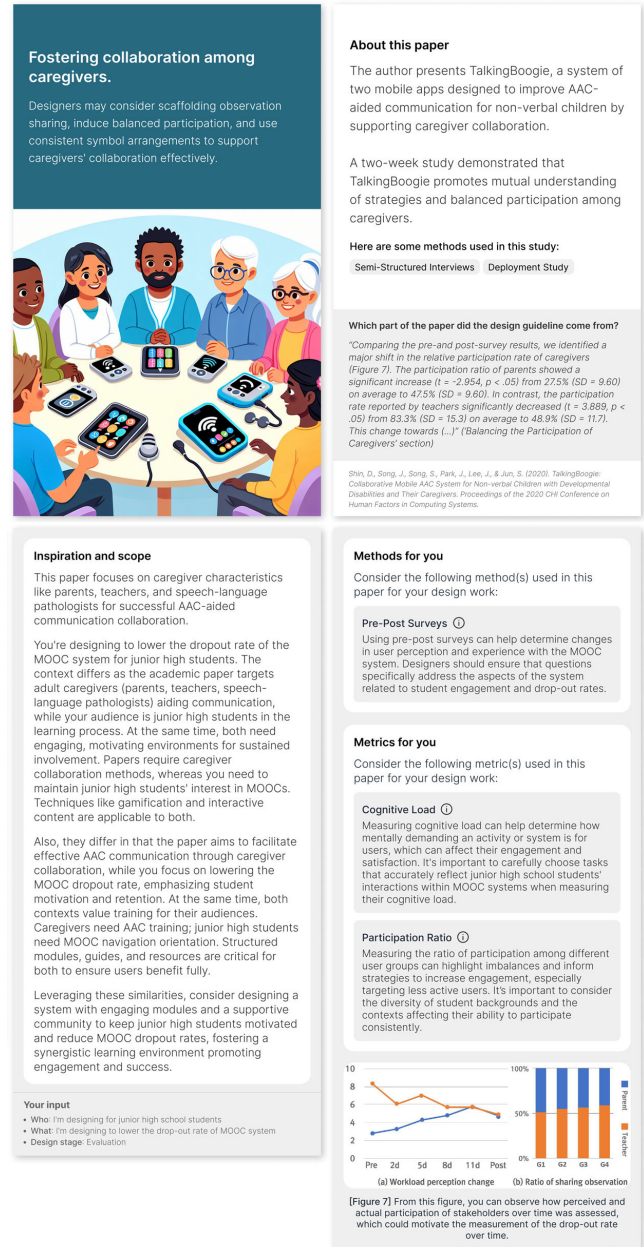 Fostering collaboration among
caregivers.
Designers may consider scaffolding observation
sharing, induce balanced participation, and use
consistent symbol arrangements to support
caregivers' collaboration effectively.
About this paper
The author presents TalkingBoogie, a system of
two mobile apps designed to improve AAC-
aided communication for non-verbal children by
supporting caregiver collaboration.
A two-week study demonstrated that
TalkingBoogie promotes mutual understanding
of strategies and balanced participation among
caregivers.
Here are some methods used in this study:
Semi-Structured Interviews
Deployment Study
Which part of the paper did the design guideline come from?
"Comparing the pre-and post-survey results, we identified a
major shift in the relative participation rate of caregivers
(Figure 7). The participation ratio of parents showed a
significant increase (t = -2.954, p < .05) from 27.5% (SD = 9.60)
on average to 47.5% (SD = 9.60). In contrast, the participation
rate reported by teachers significantly decreased (t = 3.889, p <
.05) from 83.3% (SD = 15.3) on average to 48.9% (SD = 11.7).
This change towards (...)" ('Balancing the Participation of
Caregivers' section)
Shin, D., Song, J., Song, S., Park, J., Lee, J., & Jun, S. (2020). TalkingBoogie:
Collaborative Mobile AAC System for Non-verbal Children with Developmental
Disabilities and Their Caregivers. Proceedings of the 2020 CHI Conference on
Human Factors in Computing Systems.
Inspiration and scope
This paper focuses on caregiver characteristics
like parents, teachers, and speech-language
pathologists for successful AAC-aided
communication collaboration.
You're designing to lower the dropout rate of the
MOOC system for junior high students. The
context differs as the academic paper targets
adult caregivers (parents, teachers, speech-
language pathologists) aiding communication,
while your audience is junior high students in the
learning process. At the same time, both need
engaging, motivating environments for sustained
involvement. Papers require caregiver
collaboration methods, whereas you need to
maintain junior high students' interest in MOOCs.
Techniques like gamification and interactive
content are applicable to both.
Also, they differ in that the paper aims to facilitate
effective AAC communication through caregiver
collaboration, while you focus on lowering the
MOOC dropout rate, emphasizing student
motivation and retention. At the same time, both
contexts value training for their audiences.
Caregivers need AAC training; junior high students
need MOOC navigation orientation. Structured
modules, guides, and resources are critical for
both to ensure users benefit fully.
Leveraging these similarities, consider designing a
system with engaging modules and a supportive
community to keep junior high students motivated
and reduce MOOC dropout rates, fostering a
synergistic learning environment promoting
engagement and success.
Your input
• Who: I'm designing for junior high school students
• What: I'm designing to lower the drop-out rate of MOOC system
• Design stage: Evaluation
Methods for you
Consider the following method(s) used in this
paper for your design work:
Pre-Post Surveys
Using pre-post surveys can help determine changes
in user perception and experience with the MOOC
system. Designers should ensure that questions
specifically address the aspects of the system
related to student engagement and drop-out rates.
Metrics for you
Consider the following metric(s) used in this
paper for your design work:
Cognitive Load
Measuring cognitive load can help determine how
mentally demanding an activity or system is for
users, which can affect their engagement and
satisfaction. It's important to carefully choose tasks
that accurately reflect junior high school students'
interactions within MOOC systems when measuring
their cognitive load.
Participation Ratio
Measuring the ratio of participation among different
user groups can highlight imbalances and inform
strategies to increase engagement, especially
targeting less active users. It's important to consider
the diversity of student backgrounds and the
contexts affecting their ability to participate
consistently.
10
8
6
4
2
0
Pre 2d 5d 8d 11d Post
(a) Workload perception change
100%
50%
0%
G1 G2 G3 G4
Parent
Teacher
(b) Ratio of sharing observation
[Figure 7] From this figure, you can observe how perceived and
actual participation of stakeholders over time was assessed,
which could motivate the measurement of the drop-out rate
over time.